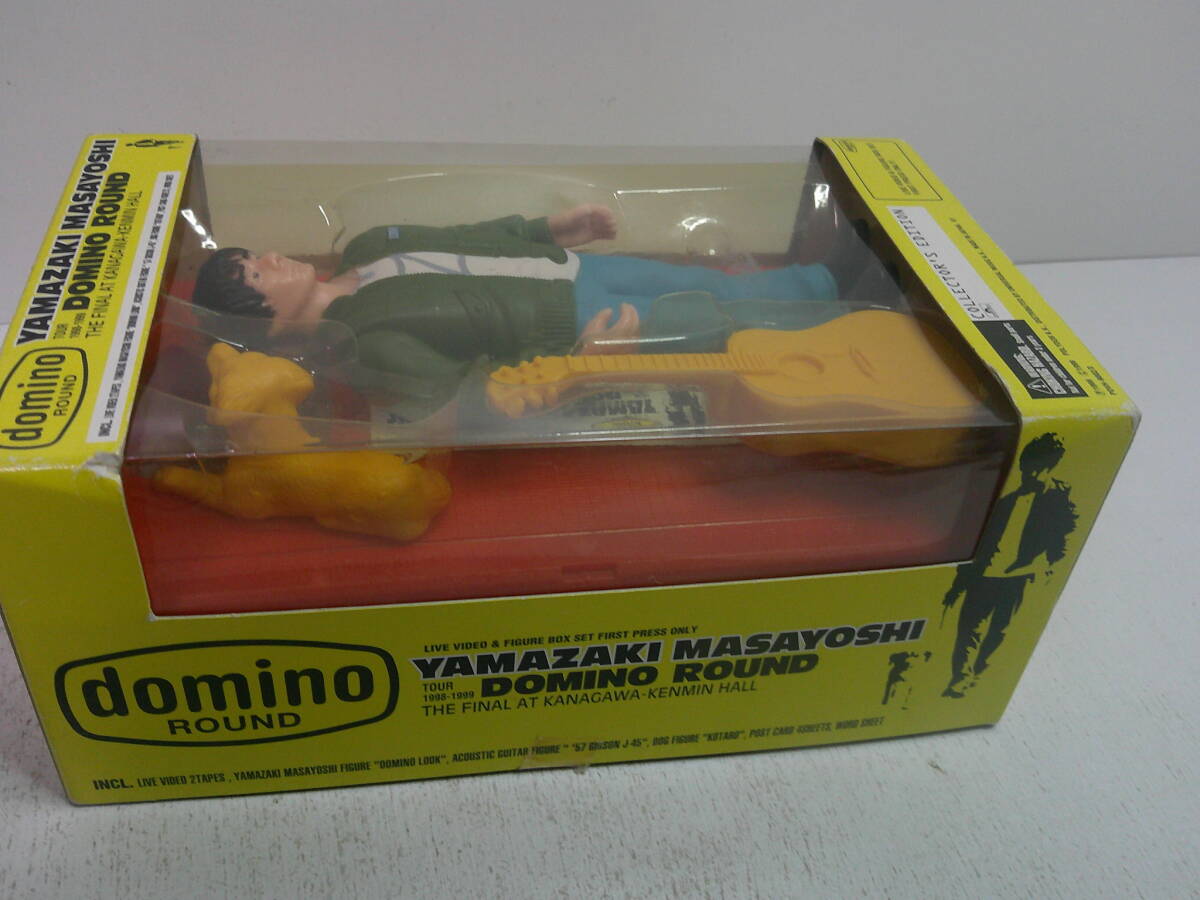 YAMAZAKI MASAYOSHI
TOUR
1998-1999
DOMINO ROUND
THE FINAL AT KANAGAWA-KENMIN HALL
domino
ROUND
COLLECTOR'S EDITION
LIVE VIDEO & FIGURE BOX SET FIRST PRESS ONLY
YAMAZAKI MASAYOSHI
TOUR
1998-1999
DOMINO ROUND
THE FINAL AT KANAGAWA-KENMIN HALL
domino
ROUND
INCL. LIVE VIDEO 2TAPES, YAMAZAKI MASAYOSHI FIGURE "DOMINO LOOK", ACOUSTIC GUITAR FIGURE "'57 GIBSON J-45", DOG FIGURE "KOTARO", POST CARD 4SHEETS, WORD SHEET